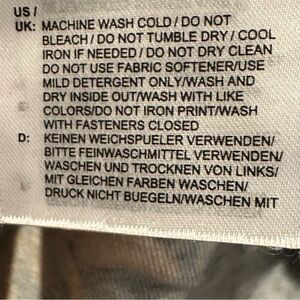 US /
UK: MACHINE WASH COLD / DO NOT
BLEACH / DO NOT TUMBLE DRY / COOL
IRON IF NEEDED / DO NOT DRY CLEAN
DO NOT USE FABRIC SOFTENER/USE
MILD DETERGENT ONLY/WASH AND
DRY INSIDE OUT/WASH WITH LIKE
COLORS/DO NOT IRON PRINT/WASH
WITH FASTENERS CLOSED
D: KEINEN WEICHSPUELER VERWENDEN/
BITTE FEINWASCHMITTEL VERWENDEN/
WASCHEN UND TROCKNEN VON LINKS/
MIT GLEICHEN FARBEN WASCHEN/
DRUCK NICHT BUEGELN/WASCHEN MIT